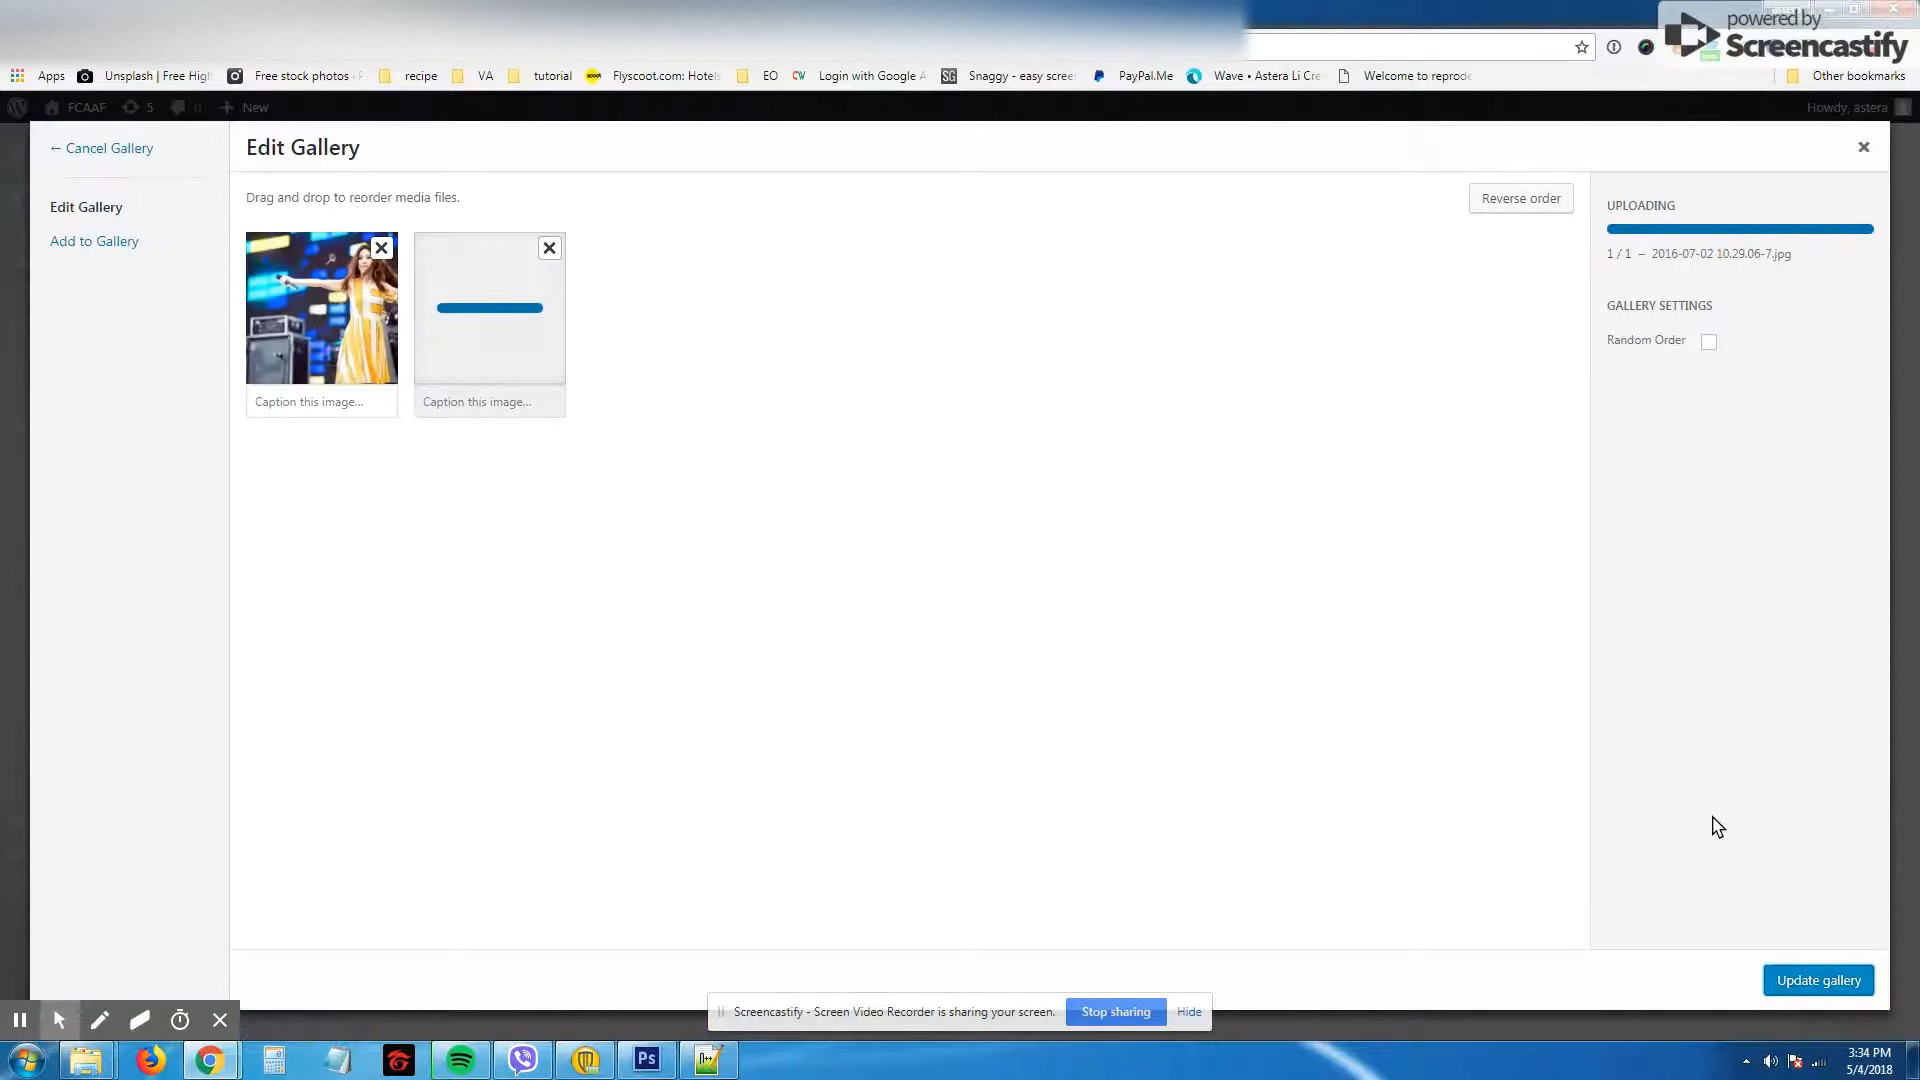 powered by
Screencastify
Apps
Unsplash | Free High
Free stock photos ·
recipe
VA
tutorial
Flyscoot.com: Hotels
EO
Login with Google A
Snaggy - easy scree
PayPal.Me
Wave • Astera Li Cre
Welcome to reprode
Other bookmarks
FCAAF
5
0
New
Howdy, astera
← Cancel Gallery
Edit Gallery
Add to Gallery
Edit Gallery
Drag and drop to reorder media files.
Reverse order
Caption this image...
Caption this image...
UPLOADING
1 / 1 – 2016-07-02 10.29.06-7.jpg
GALLERY SETTINGS
Random Order
Update gallery
Screencastify - Screen Video Recorder is sharing your screen.
Stop sharing
Hide
Ps
3:34 PM
5/4/2018